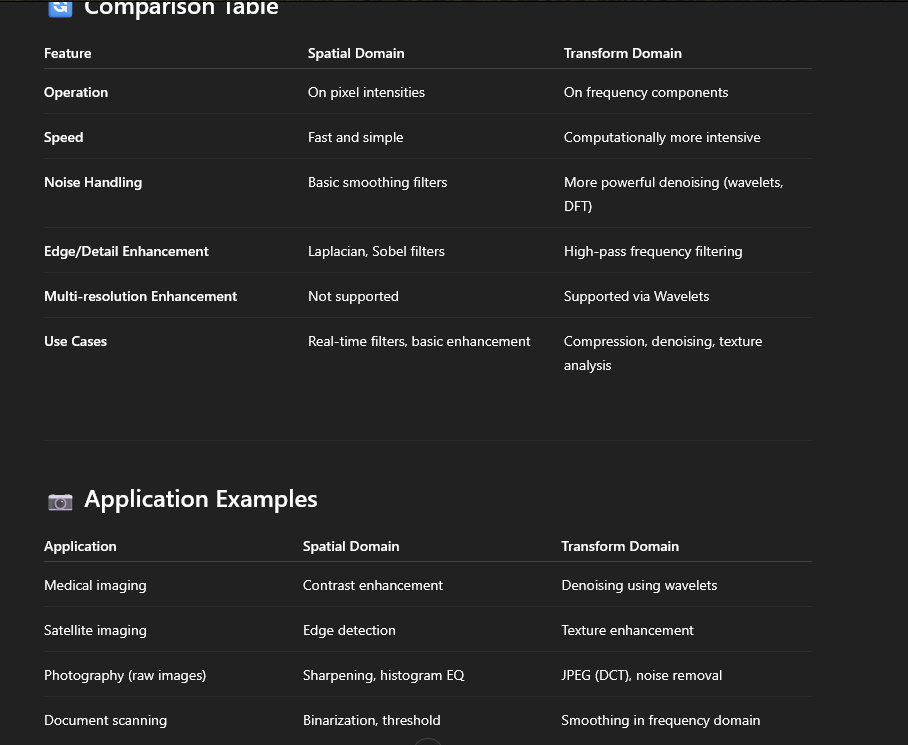 Comparison Table
Feature Spatial Domain Transform Domain
Operation On pixel intensities On frequency components
Speed Fast and simple Computationally more intensive
Noise Handling Basic smoothing filters More powerful denoising (wavelets,
DFT)
Edge/Detail Enhancement Laplacian, Sobel filters High-pass frequency filtering
Multi-resolution Enhancement Not supported Supported via Wavelets
Use Cases Real-time filters, basic enhancement Compression, denoising, texture
analysis
Application Examples
Application Spatial Domain Transform Domain
Medical imaging Contrast enhancement Denoising using wavelets
Satellite imaging Edge detection Texture enhancement
Photography (raw images) Sharpening, histogram EQ JPEG (DCT), noise removal
Document scanning Binarization, threshold Smoothing in frequency domain